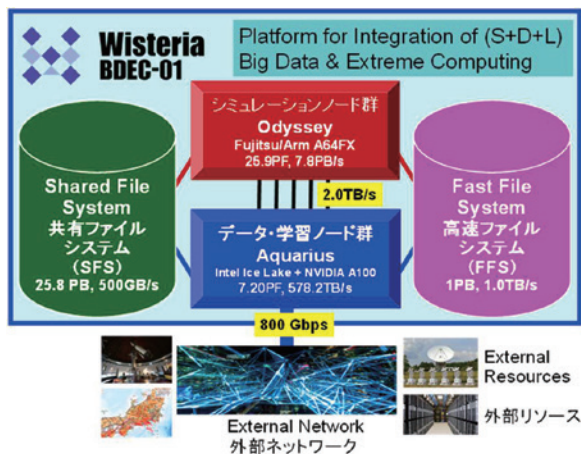 Wisteria
BDEC-01
Platform for Integration of (S+D+L)
Big Data & Extreme Computing
シミュレーションノード群
Odyssey
Fujitsu/Arm A64FX
25.9PF, 7.8PB/s
2.0TB/s
Shared File
System
共有ファイル
システム
(SFS)
25.8 PB, 500GB/s
データ・学習ノード群
Aquarius
Intel Ice Lake + NVIDIA A100
7.20PF, 578.2TB/s
Fast File
System
高速ファイル
システム
(FFS)
1PB, 1.0TB/s
800 Gbps
External Network
外部ネットワーク
External
Resources
外部リソース